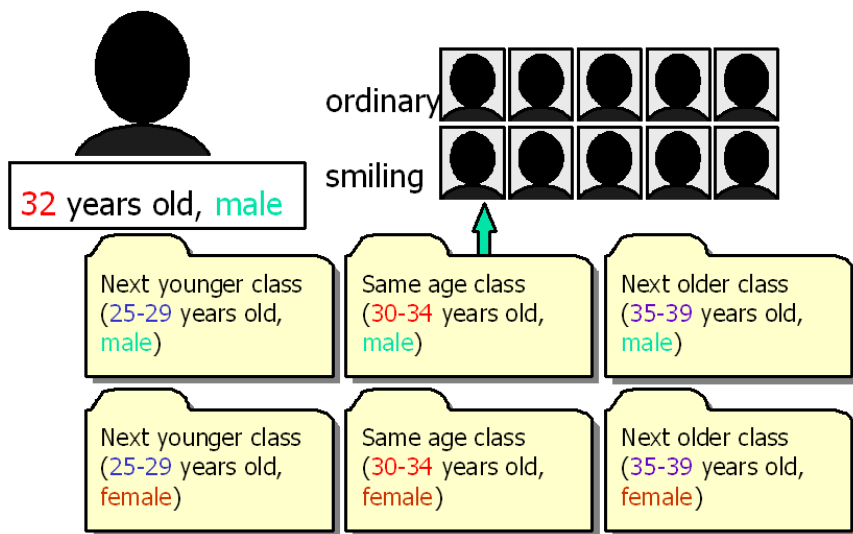 ordinary
smiling
32 years old, male
Next younger class
(25-29 years old,
male)
Same age class
(30-34 years old,
male)
Next older class
(35-39 years old,
male)
Next younger class
(25-29 years old,
female)
Same age class
(30-34 years old,
female)
Next older class
(35-39 years old,
female)